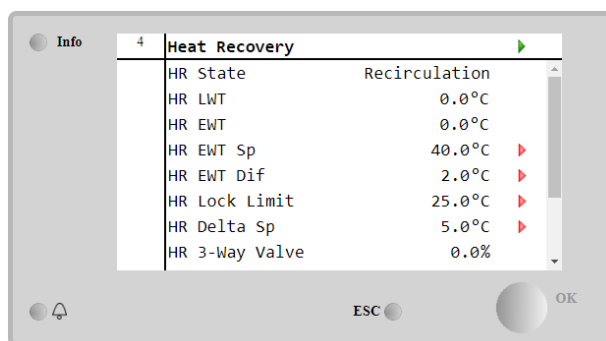 Info
4 Heat Recovery
HR State Recirculation
HR LWT 0.0°C
HR EWT 0.0°C
HR EWT Sp 40.0°C
HR EWT Dif 2.0°C
HR Lock Limit 25.0°C
HR Delta Sp 5.0°C
HR 3-Way Valve 0.0%
ESC
OK